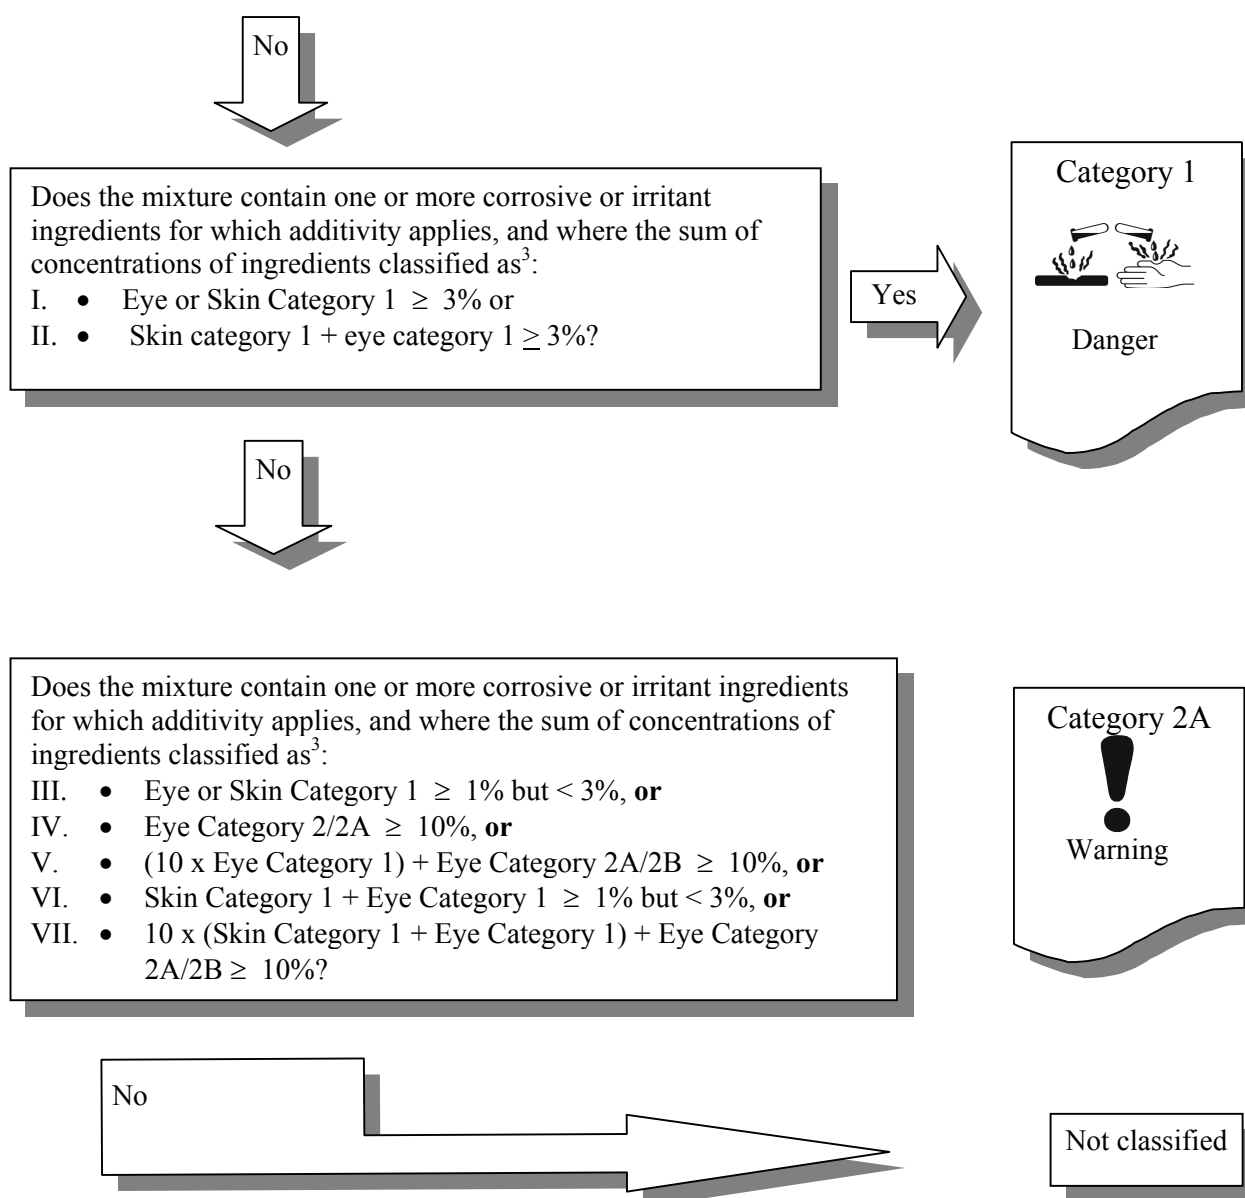 No
Does the mixture contain one or more corrosive or irritant
ingredients for which additivity applies, and where the sum of
concentrations of ingredients classified as³:
I. • Eye or Skin Category 1 ≥ 3% or
II. • Skin category 1 + eye category 1 ≥ 3%?
Yes
Category 1
Danger
No
Does the mixture contain one or more corrosive or irritant ingredients
for which additivity applies, and where the sum of concentrations of
ingredients classified as³:
III. • Eye or Skin Category 1 ≥ 1% but < 3%, or
IV. • Eye Category 2/2A ≥ 10%, or
V. • (10 x Eye Category 1) + Eye Category 2A/2B ≥ 10%, or
VI. • Skin Category 1 + Eye Category 1 ≥ 1% but < 3%, or
VII. • 10 x (Skin Category 1 + Eye Category 1) + Eye Category
2A/2B ≥ 10%?
Category 2A
Warning
No
Not classified